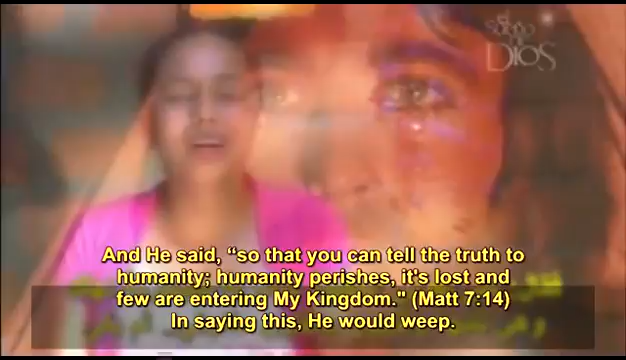 DIOS
And He said, “so that you can tell the truth to
humanity; humanity perishes, it's lost and
few are entering My Kingdom." (Matt 7:14)
In saying this, He would weep.